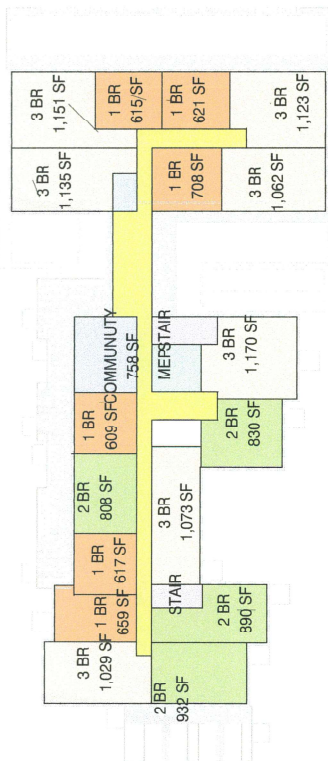 3 BR
1,151 SF
1 BR
615 SF
1 BR
621 SF
3 BR
1,123 SF
3 BR
1,135 SF
1 BR
708 SF
3 BR
1,062 SF
COMMUNUTY
758 SF
MEP
STAIR
3 BR
1,170 SF
1 BR
609 SF
2 BR
830 SF
2 BR
808 SF
3 BR
1,073 SF
1 BR
617 SF
1 BR
659 SF
STAIR
2 BR
890 SF
3 BR
1,029 SF
2 BR
932 SF